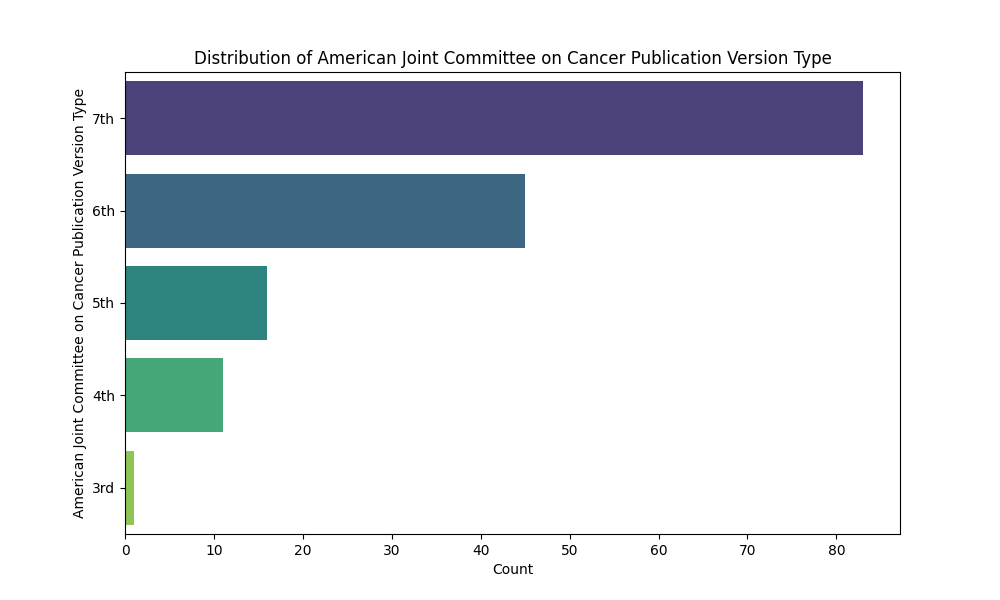 Distribution of American Joint Committee on Cancer Publication Version Type
American Joint Committee on Cancer Publication Version Type
7th
6th
5th
4th
3rd
0 10 20 30 40 50 60 70 80
Count